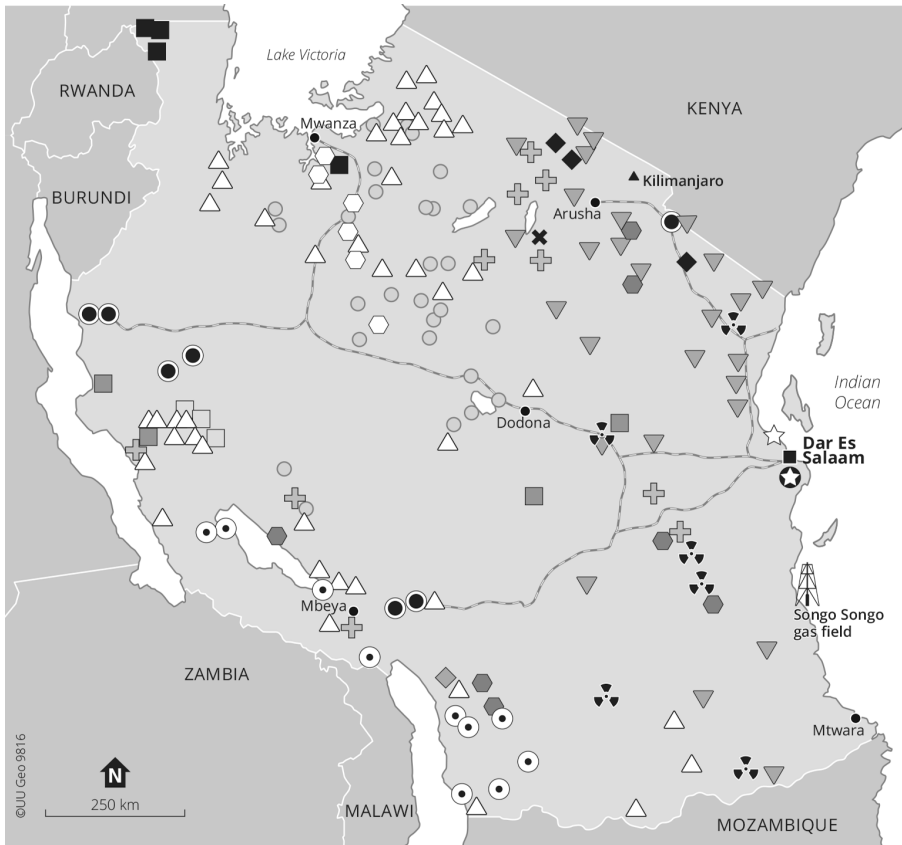 Lake Victoria
RWANDA
KENYA
Mwanza
Kilimanjaro
BURUNDI
Arusha
Indian
Ocean
Dodona
Dar Es
Salaam
Songo Songo
gas field
Mbeya
ZAMBIA
Mtwara
©UU Geo 9816
N
250 km
MALAWI
MOZAMBIQUE